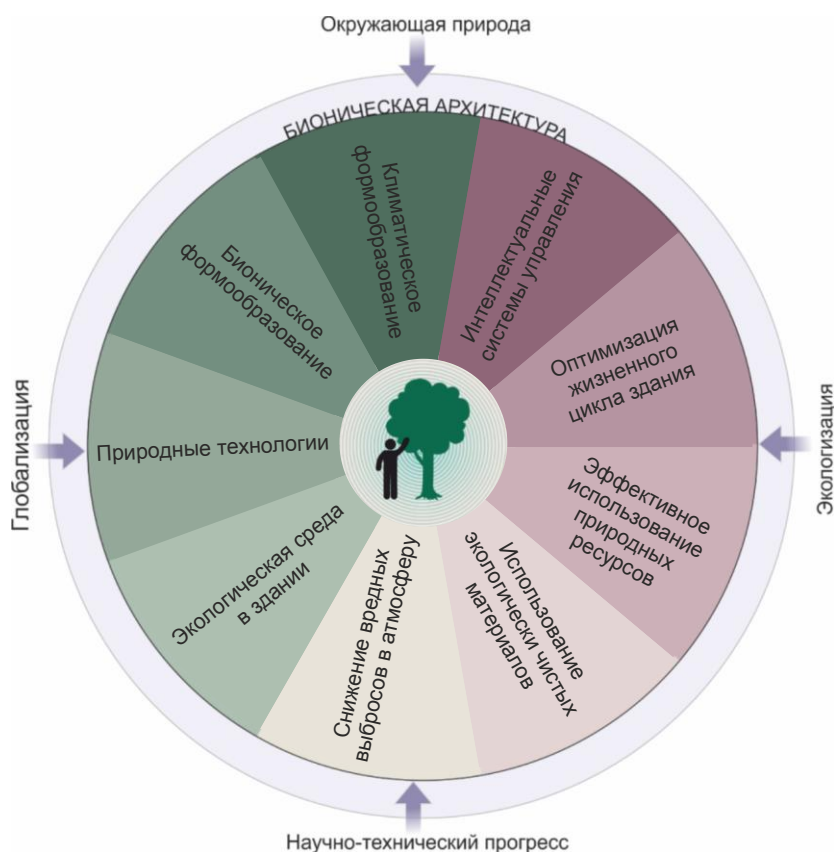 Окружающая природа
БИОНИЧЕСКАЯ АРХИТЕКТУРА
Климатическое
формообразование
Интеллектуальные
системы управления
Оптимизация
жизненного
цикла здания
Эффективное
использование
природных
ресурсов
Использование
экологически чистых
материалов
Снижение вредных
выбросов в атмосферу
Экологическая среда
в здании
Природные технологии
Бионическое
формообразование
Глобализация
Экологизация
Научно-технический прогресс